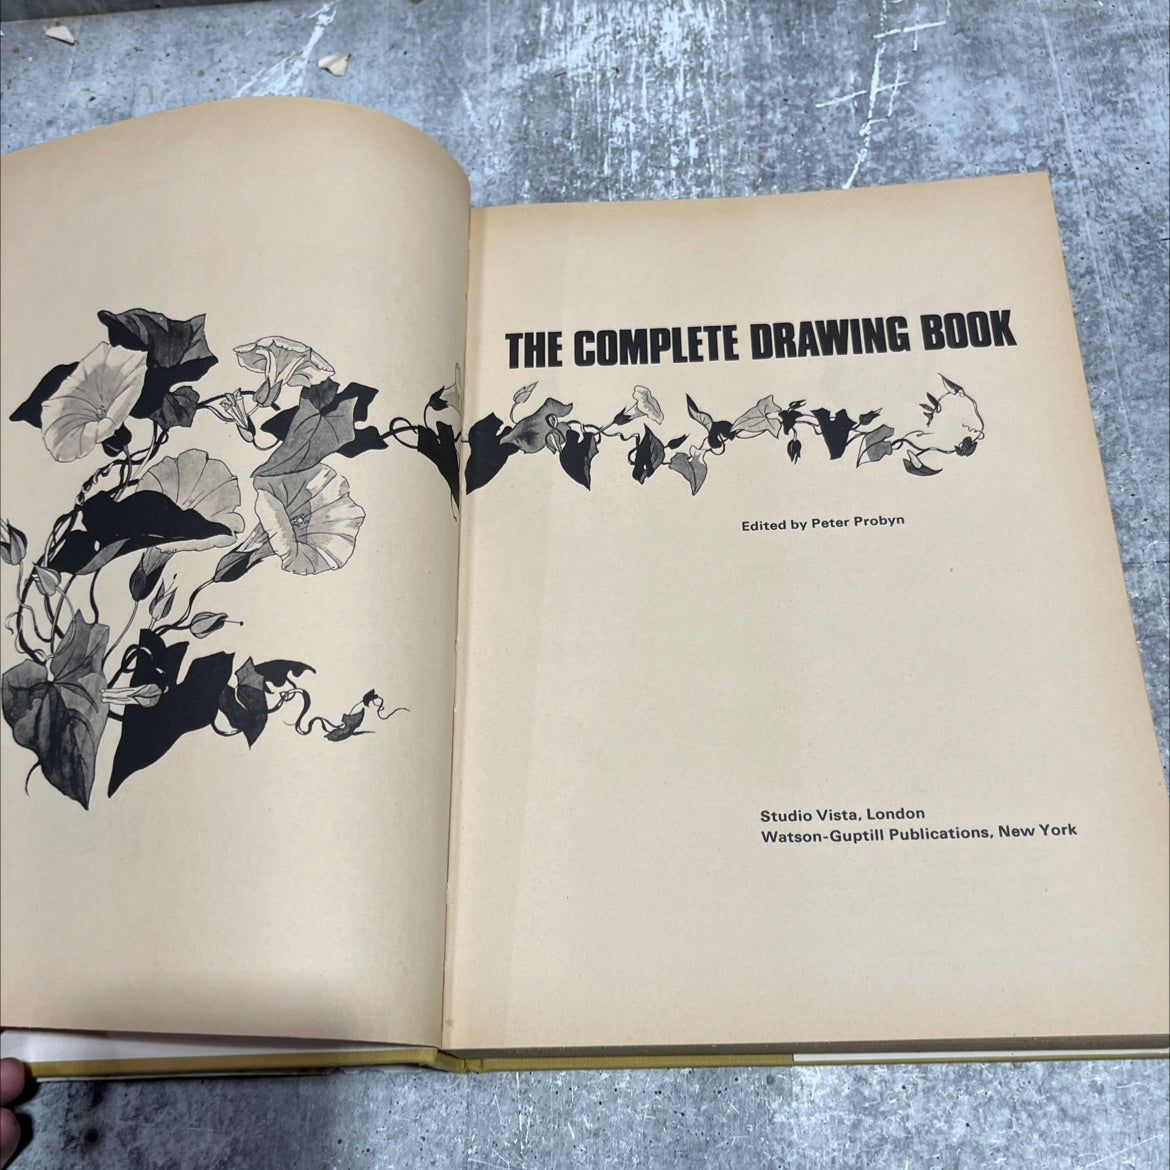 THE COMPLETE DRAWING BOOK
Edited by Peter Probyn
Studio Vista, London
Watson-Guptill Publications, New York